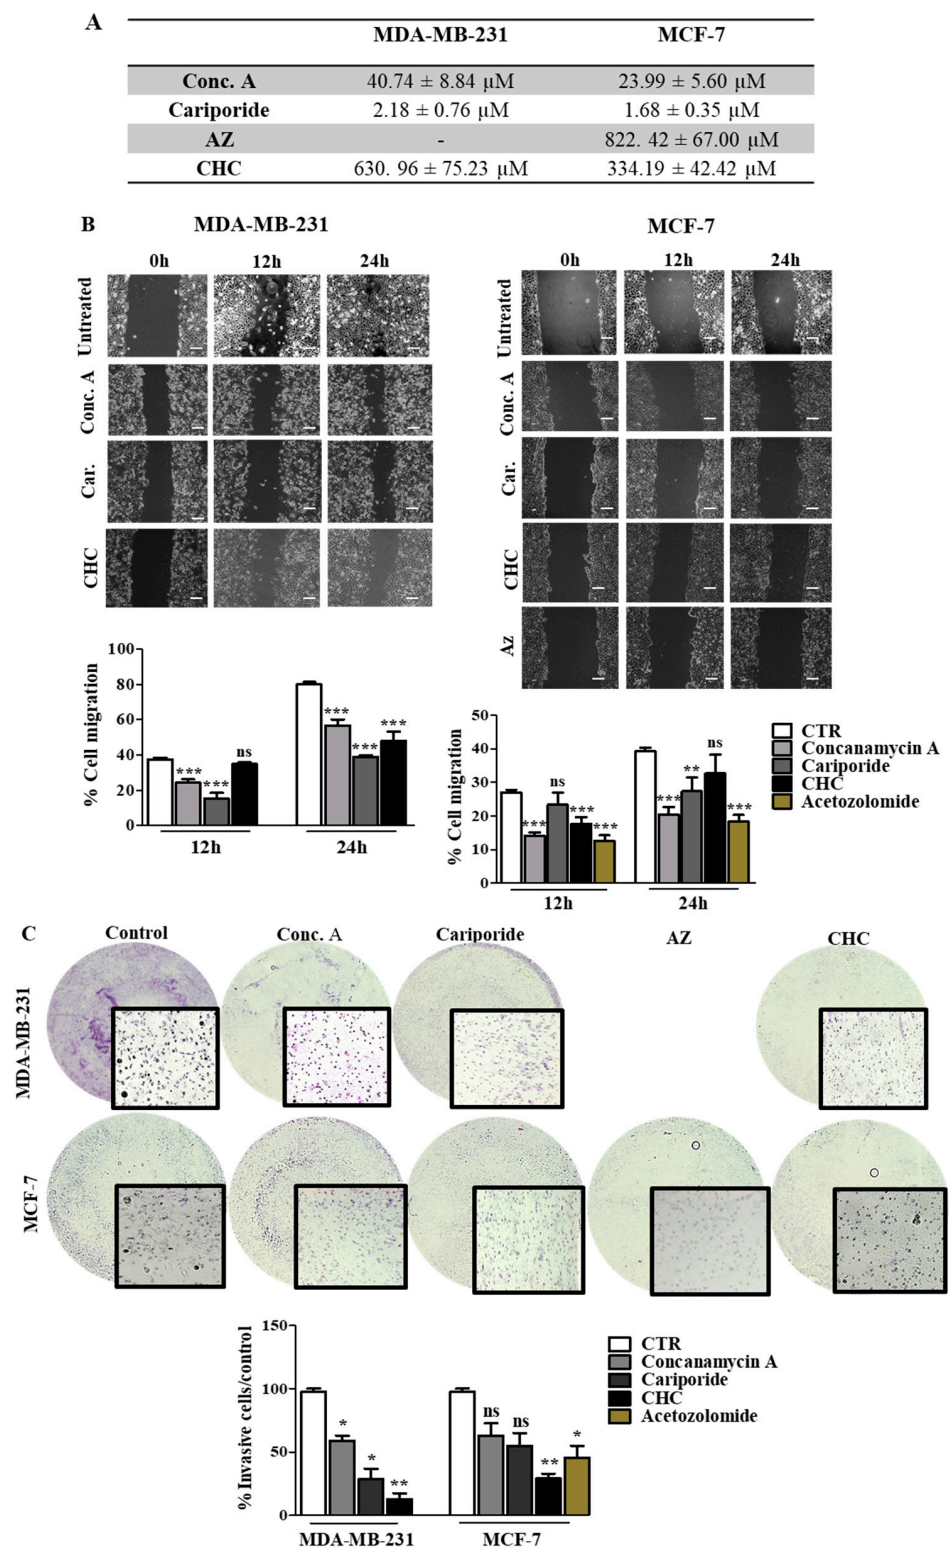 A
MDA-MB-231 MCF-7
Conc. A 40.74 ± 8.84 µM 23.99 ± 5.60 µM
Cariporide 2.18 ± 0.76 µM 1.68 ± 0.35 µM
AZ - 822. 42 ± 67.00 µM
CHC 630. 96 ± 75.23 µM 334.19 ± 42.42 µM
B MDA-MB-231 MCF-7
0h 12h 24h
Untreated
Conc. A
Car.
CHC
0h 12h 24h
Untreated
Conc. A
Car.
CHC
Az
% Cell migration
100
80
60
40
20
0
*** *** ns
*** *** ***
12h 24h
% Cell migration
50
40
30
20
10
0
*** ns *** ***
*** ** ns ***
12h 24h
CTR
Concanamycin A
Cariporide
CHC
Acetozolomide
C
Control Conc. A Cariporide AZ CHC
MDA-MB-231
MCF-7
% Invasive cells/control
150
100
50
0
* * **
ns ns ** *
MDA-MB-231 MCF-7
CTR
Concanamycin A
Cariporide
CHC
Acetozolomide